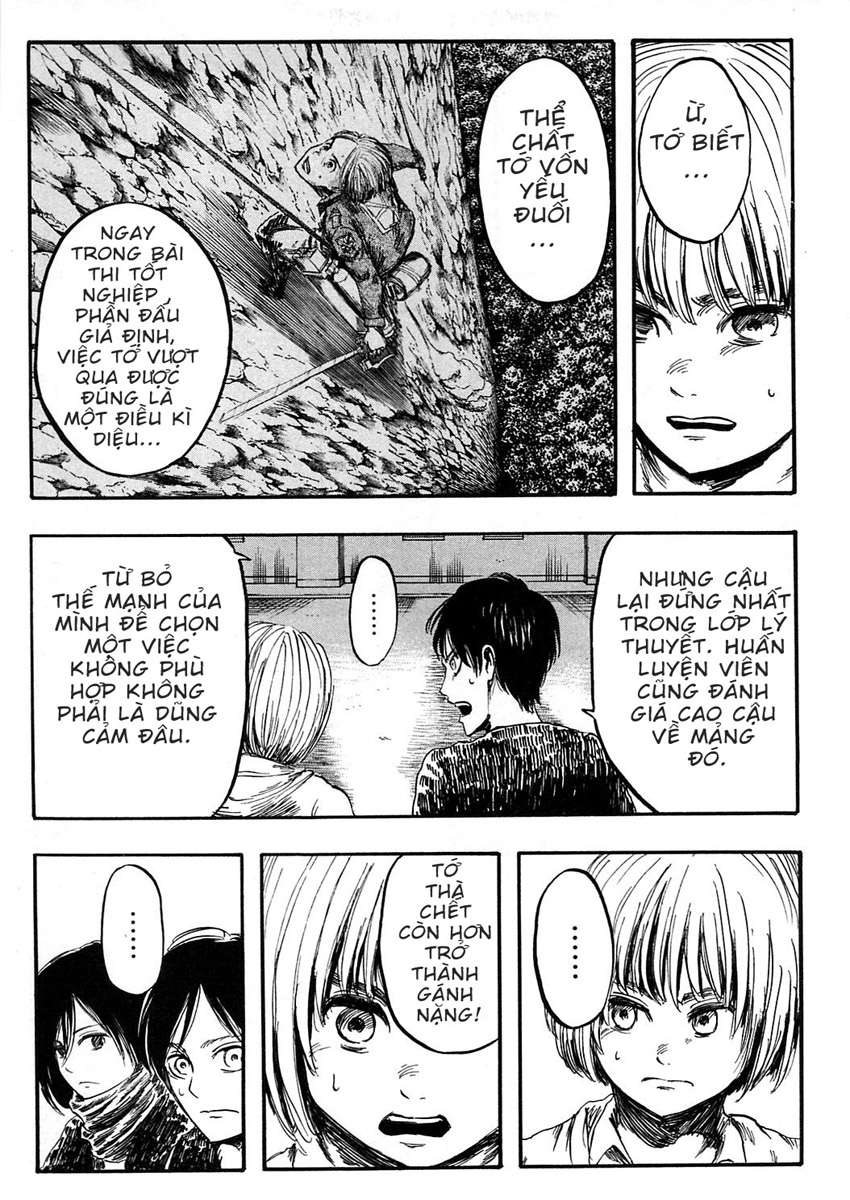 Ừ,
TỚ BIẾT
...
THỂ
CHẤT
TỚ VỐN
YẾU
ĐUỐI
...
NGAY
TRONG BÀI
THI TỐT
NGHIỆP,
PHẦN ĐẤU
GIẢ ĐỊNH,
VIỆC TỚ VƯỢT
QUA ĐƯỢC
ĐÚNG LÀ
MỘT ĐIỀU KÌ
DIỆU...
NHƯNG CẬU
LẠI ĐỨNG NHẤT
TRONG LỚP LÝ
THUYẾT. HUẤN
LUYỆN VIÊN
CŨNG ĐÁNH
GIÁ CAO CẬU
VỀ MẢNG
ĐÓ.
......
TỪ BỎ
THẾ MẠNH CỦA
MÌNH ĐỂ CHỌN
MỘT VIỆC
KHÔNG PHÙ
HỢP KHÔNG
PHẢI LÀ DŨNG
CẢM ĐÂU.
......
TỚ
THÀ
CHẾT
CÒN HƠN
TRỞ
THÀNH
GÁNH
NẶNG!
......